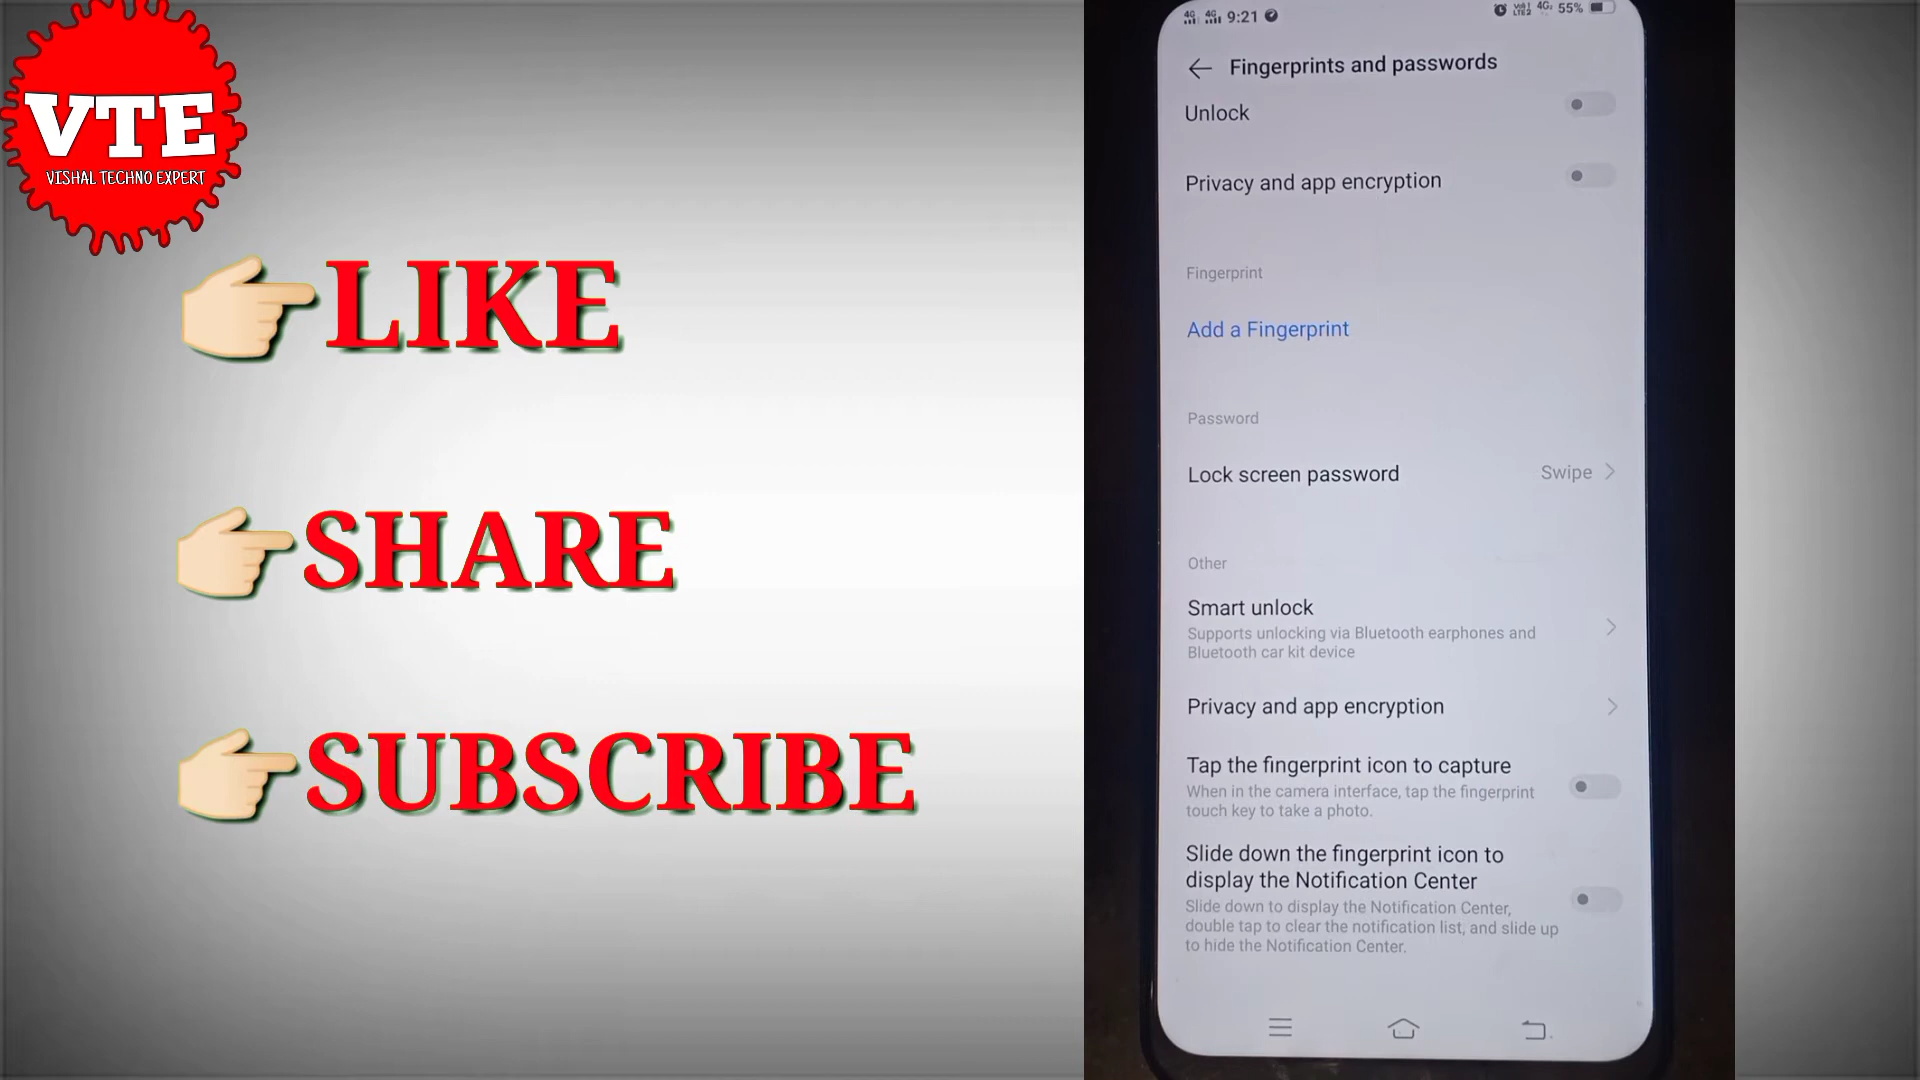 VTE
VISHAL TECHNO EXPERT
LIKE
SHARE
SUBSCRIBE
4G 4G 9:21
4G 55%
Fingerprints and passwords
Unlock
Privacy and app encryption
Fingerprint
Add a Fingerprint
Password
Lock screen password
Swipe
Other
Smart unlock
Supports unlocking via Bluetooth earphones and
Bluetooth car kit device
Privacy and app encryption
Tap the fingerprint icon to capture
When in the camera interface, tap the fingerprint
touch key to take a photo.
Slide down the fingerprint icon to
display the Notification Center
Slide down to display the Notification Center,
double tap to clear the notification list, and slide up
to hide the Notification Center.